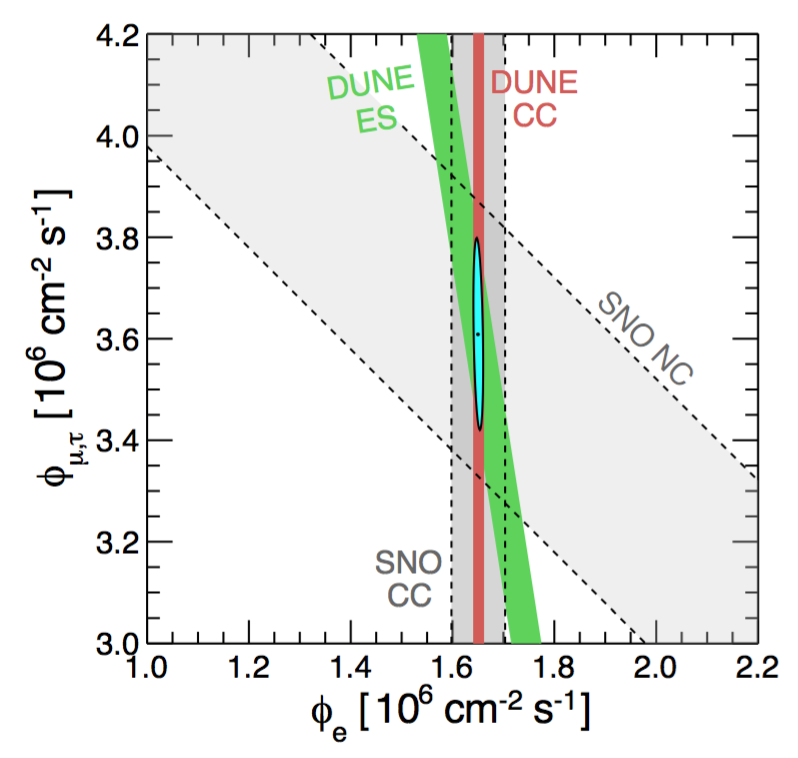 4.2
4.0
3.8
3.6
3.4
3.2
3.0
ϕμ,τ [10⁶ cm⁻² s⁻¹]
DUNE
ES
DUNE
CC
SNO NC
SNO
CC
1.0 1.2 1.4 1.6 1.8 2.0 2.2
ϕe [10⁶ cm⁻² s⁻¹]